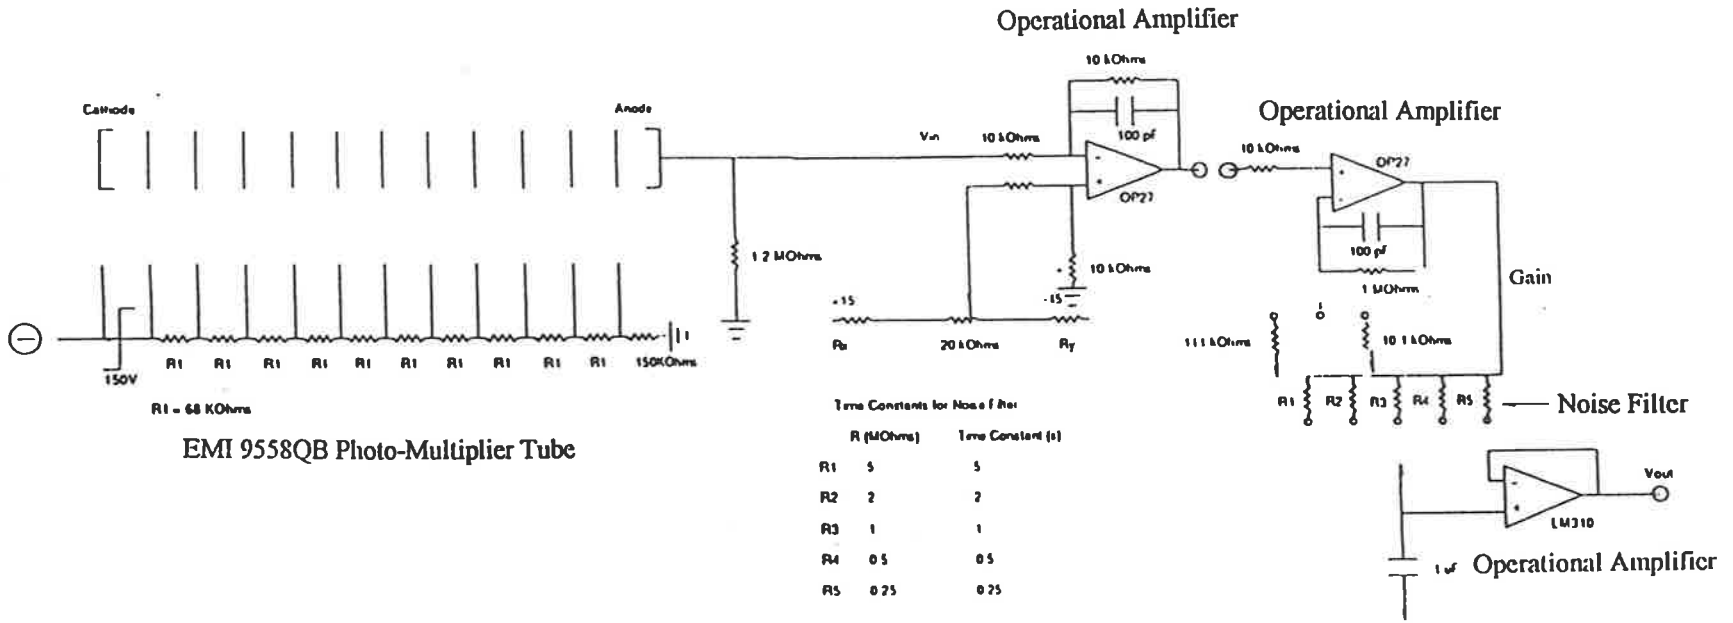 Operational Amplifier
10 kOhms
Cathode
Anode
Operational Amplifier
Vin
10 kOhms
100 pf
10 kOhms
OP27
-
+
OP27
+
-
1 2 MOhms
10 kOhms
100 pf
1 MOhms
Gain
+15
-15
Rx
20 kOhms
Ry
111 kOhms
10 1 kOhms
150V
R1
R1
R1
R1
R1
R1
R1
R1
R1
R1
150KOhms
R1 = 68 KOhms
EMI 9558QB Photo-Multiplier Tube
R1
R2
R3
R4
R5
Noise Filter
Time Constants for Noise Filter
R (MOhms) Time Constant (s)
R1 5 5
R2 2 2
R3 1 1
R4 0 5 0 5
R5 0 25 0 25
-
+
Vout
LM310
1 uf
Operational Amplifier